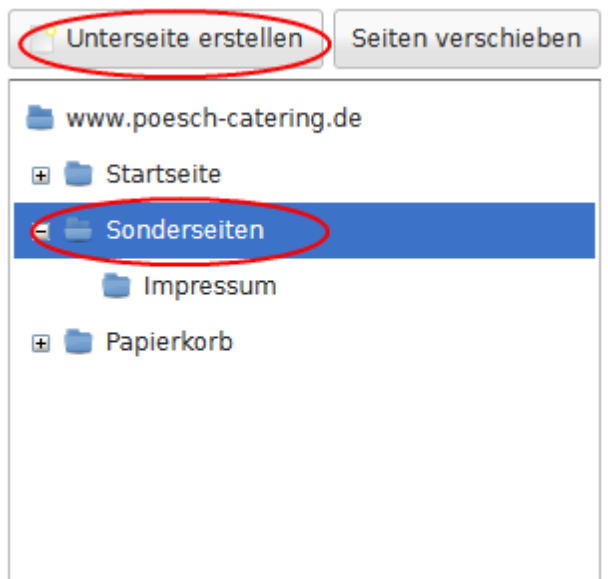 Unterseite erstellen Seiten verschieben
www.poesch-catering.de
Startseite
Sonderseiten
Impressum
Papierkorb